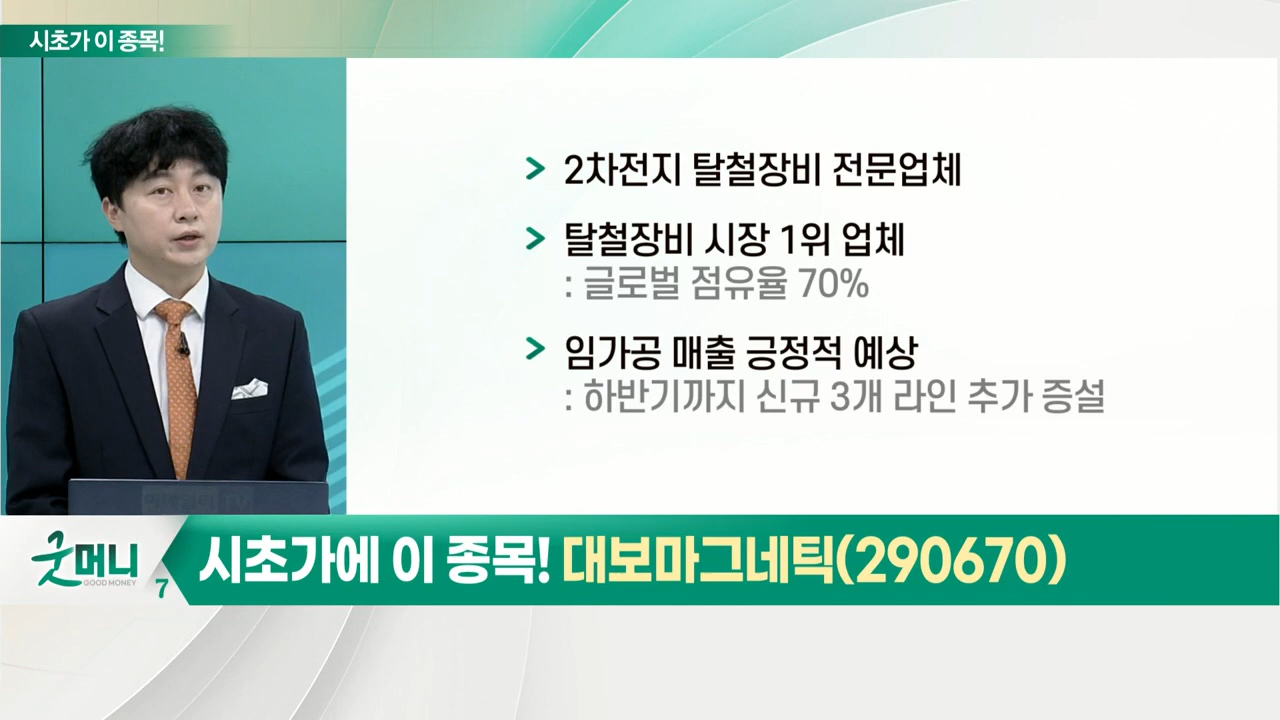 시초가 이 종목!
> 2차전지 탈철장비 전문업체
> 탈철장비 시장 1위 업체
: 글로벌 점유율 70%
> 임가공 매출 긍정적 예상
: 하반기까지 신규 3개 라인 추가 증설
굿머니
GOOD MONEY
7
시초가에 이 종목! 대보마그네틱(290670)